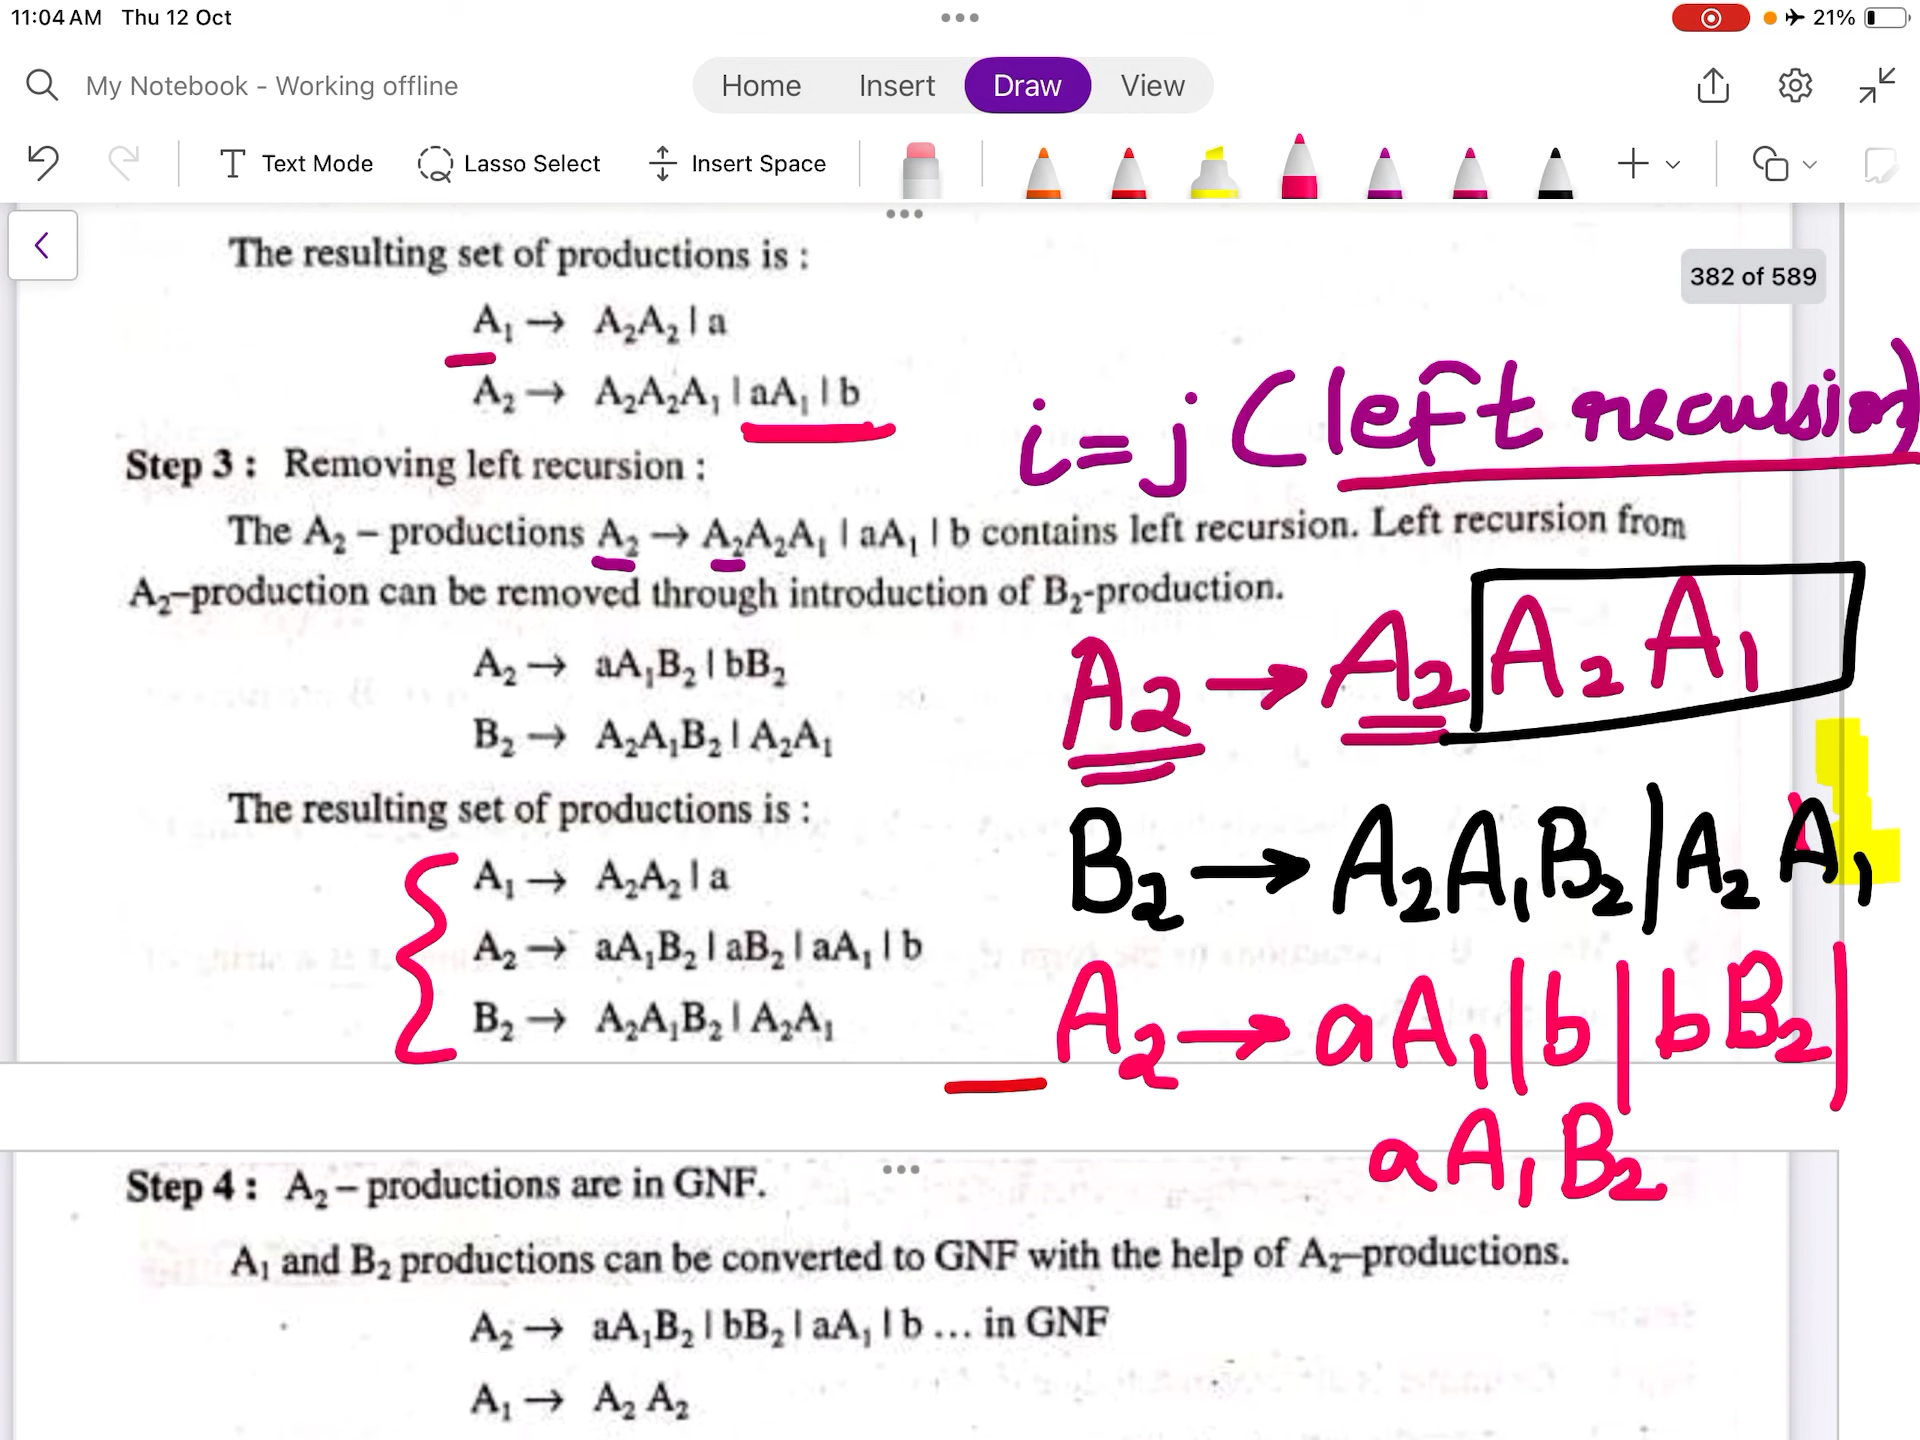 11:04 AM Thu 12 Oct
21%
My Notebook - Working offline
Home Insert Draw View
Text Mode Lasso Select Insert Space
The resulting set of productions is :
382 of 589
A₁ → A₂A₂ | a
A₂ → A₂A₂A₁ | aA₁ | b
i=j (left recussion)
Step 3 : Removing left recursion :
The A₂ – productions A₂ → A₂A₂A₁ | aA₁ | b contains left recursion. Left recursion from
A₂–production can be removed through introduction of B₂-production.
A₂ → aA₁B₂ | bB₂
A₂ → A₂ A₂ A₁
B₂ → A₂A₁B₂ | A₂A₁
The resulting set of productions is :
B₂ → A₂A₁B₂ | A₂ A₁
A₁ → A₂A₂ | a
A₂ → aA₁B₂ | aB₂ | aA₁ | b
B₂ → A₂A₁B₂ | A₂A₁
A₂ → aA₁ | b | bB₂ |
aA₁B₂
Step 4 : A₂ – productions are in GNF.
A₁ and B₂ productions can be converted to GNF with the help of A₂–productions.
A₂ → aA₁B₂ | bB₂ | aA₁ | b ... in GNF
A₁ → A₂ A₂